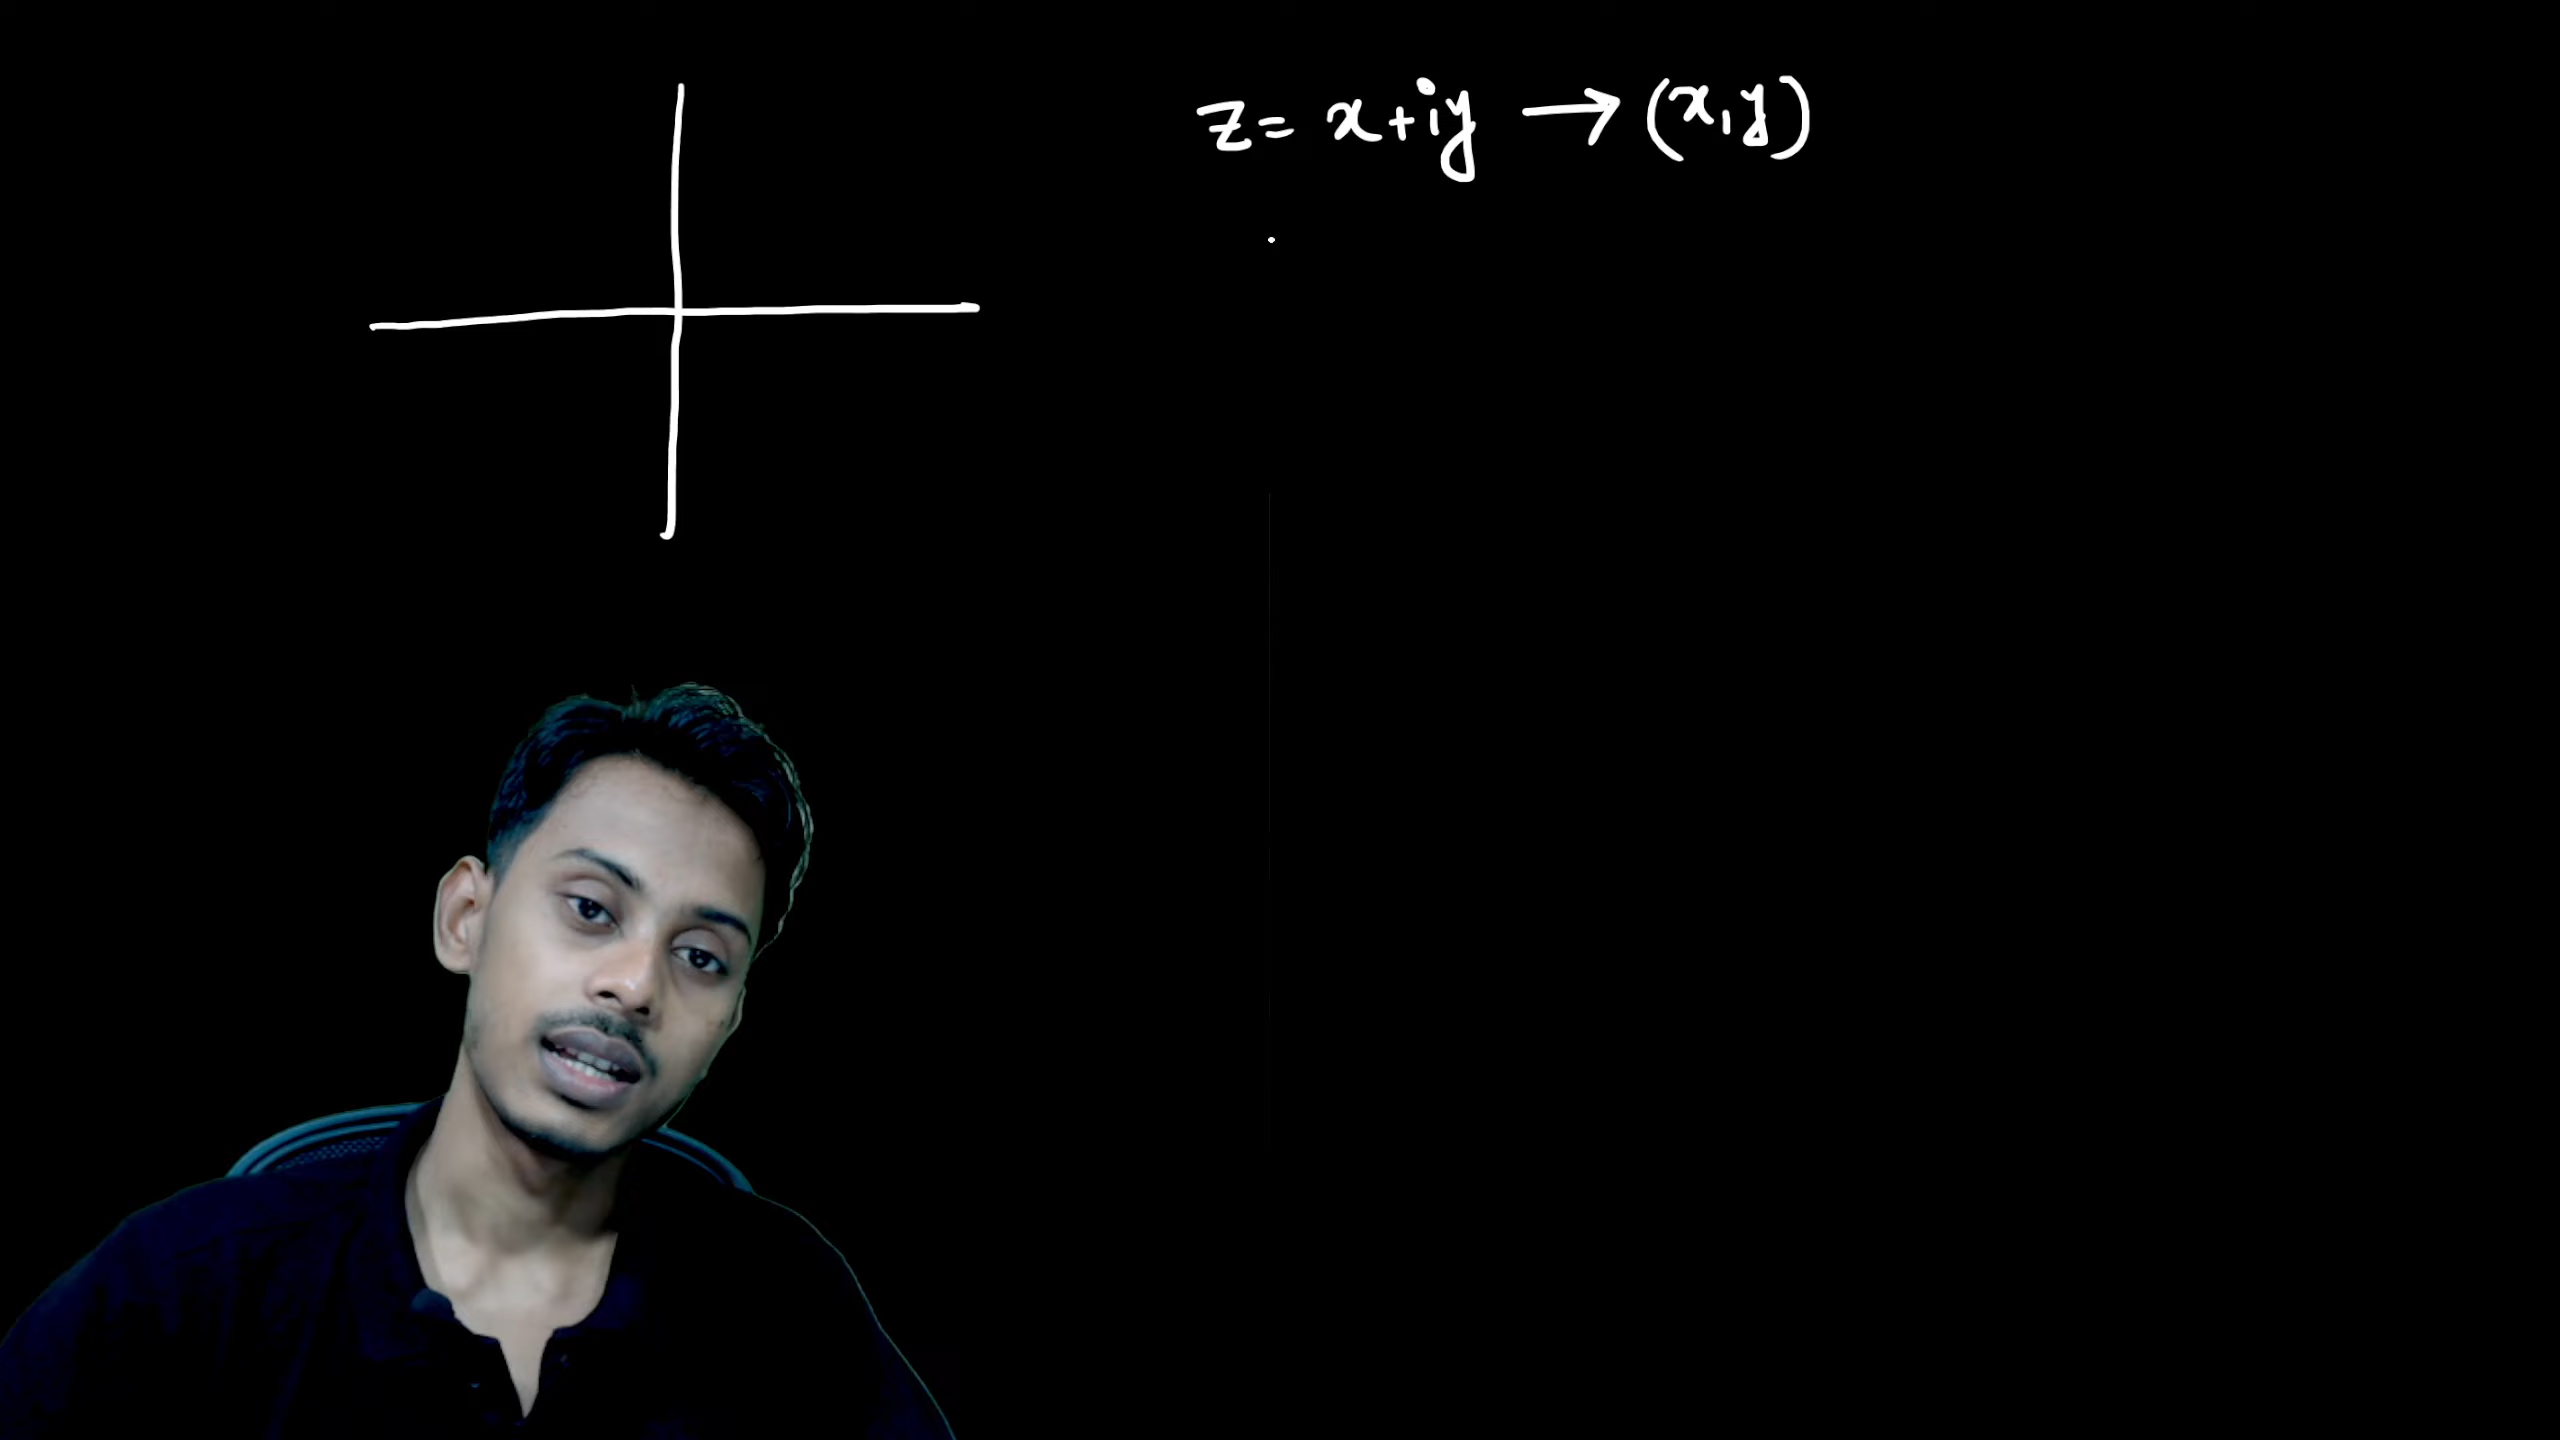 z = x+iy → (x,y)